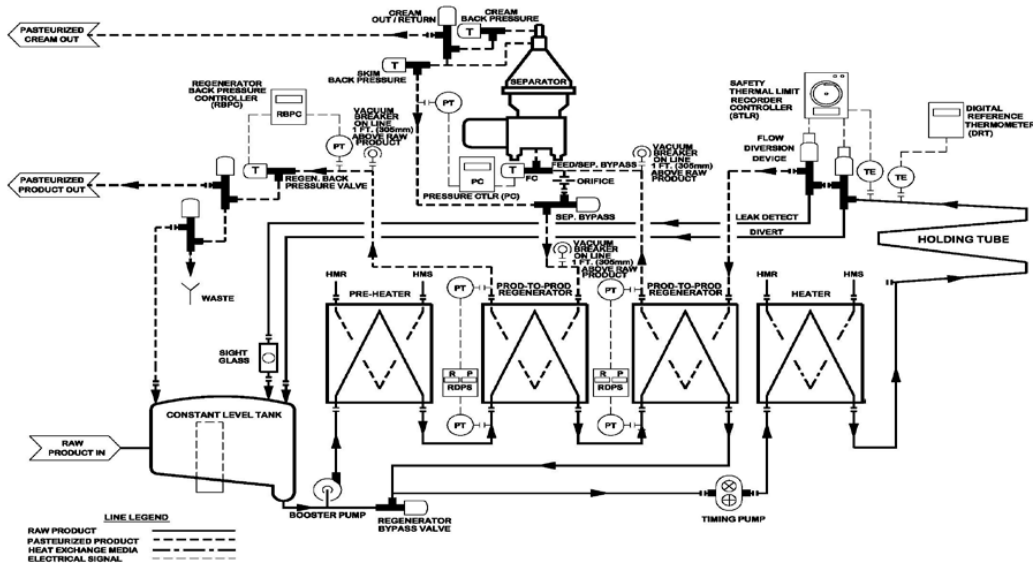 PASTEURIZED
CREAM OUT
CREAM
OUT / RETURN
CREAM
BACK PRESSURE
T
T
SKIM
BACK PRESSURE
SEPARATOR
REGENERATOR
BACK PRESSURE
CONTROLLER
(RBPC)
RBPC
VACUUM
BREAKER
ON LINE
1 FT. (305mm)
ABOVE RAW
PRODUCT
PT
PT
T
REGEN. BACK
PRESSURE VALVE
PC
PRESSURE CTLR (PC)
T
FC
FEED/SEP. BYPASS
ORIFICE
SEP. BYPASS
VACUUM
BREAKER
ON LINE
1 FT. (305mm)
ABOVE RAW
PRODUCT
SAFETY
THERMAL LIMIT
RECORDER
CONTROLLER
(STLR)
FLOW
DIVERSION
DEVICE
DIGITAL
REFERENCE
THERMOMETER
(DRT)
TE
TE
PASTEURIZED
PRODUCT OUT
WASTE
LEAK DETECT
DIVERT
HOLDING TUBE
VACUUM
BREAKER
ON LINE
1 FT. (305mm)
ABOVE RAW
PRODUCT
HMR
HMS
PRE-HEATER
PT
PROD-TO-PROD
REGENERATOR
PT
PROD-TO-PROD
REGENERATOR
HMR
HMS
HEATER
SIGHT
GLASS
R P
RDPS
R P
RDPS
PT
PT
CONSTANT LEVEL TANK
RAW
PRODUCT IN
BOOSTER PUMP
REGENERATOR
BYPASS VALVE
TIMING PUMP
LINE LEGEND
RAW PRODUCT
PASTEURIZED PRODUCT
HEAT EXCHANGE MEDIA
ELECTRICAL SIGNAL